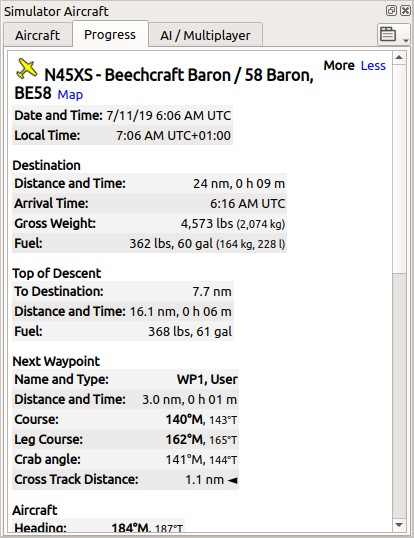 Simulator Aircraft
Aircraft Progress AI / Multiplayer
More Less
N45XS - Beechcraft Baron / 58 Baron,
BE58 Map
Date and Time: 7/11/19 6:06 AM UTC
Local Time: 7:06 AM UTC+01:00
Destination
Distance and Time: 24 nm, 0 h 09 m
Arrival Time: 6:16 AM UTC
Gross Weight: 4,573 lbs (2,074 kg)
Fuel: 362 lbs, 60 gal (164 kg, 228 l)
Top of Descent
To Destination: 7.7 nm
Distance and Time: 16.1 nm, 0 h 06 m
Fuel: 368 lbs, 61 gal
Next Waypoint
Name and Type: WP1, User
Distance and Time: 3.0 nm, 0 h 01 m
Course: 140°M, 143°T
Leg Course: 162°M, 165°T
Crab angle: 141°M, 144°T
Cross Track Distance: 1.1 nm ◄
Aircraft
Heading: 184°M, 187°T